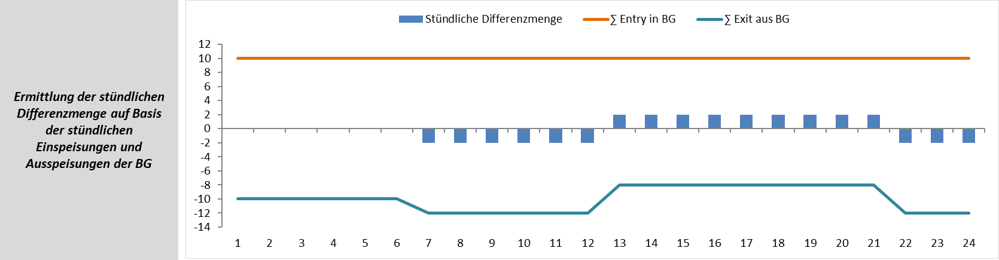 Ermittlung der stündlichen
Differenzmenge auf Basis
der stündlichen
Einspeisungen und
Ausspeisungen der BG
Stündliche Differenzmenge ∑ Entry in BG ∑ Exit aus BG
12
10
8
6
4
2
0
-2
-4
-6
-8
-10
-12
-14
1 2 3 4 5 6 7 8 9 10 11 12 13 14 15 16 17 18 19 20 21 22 23 24